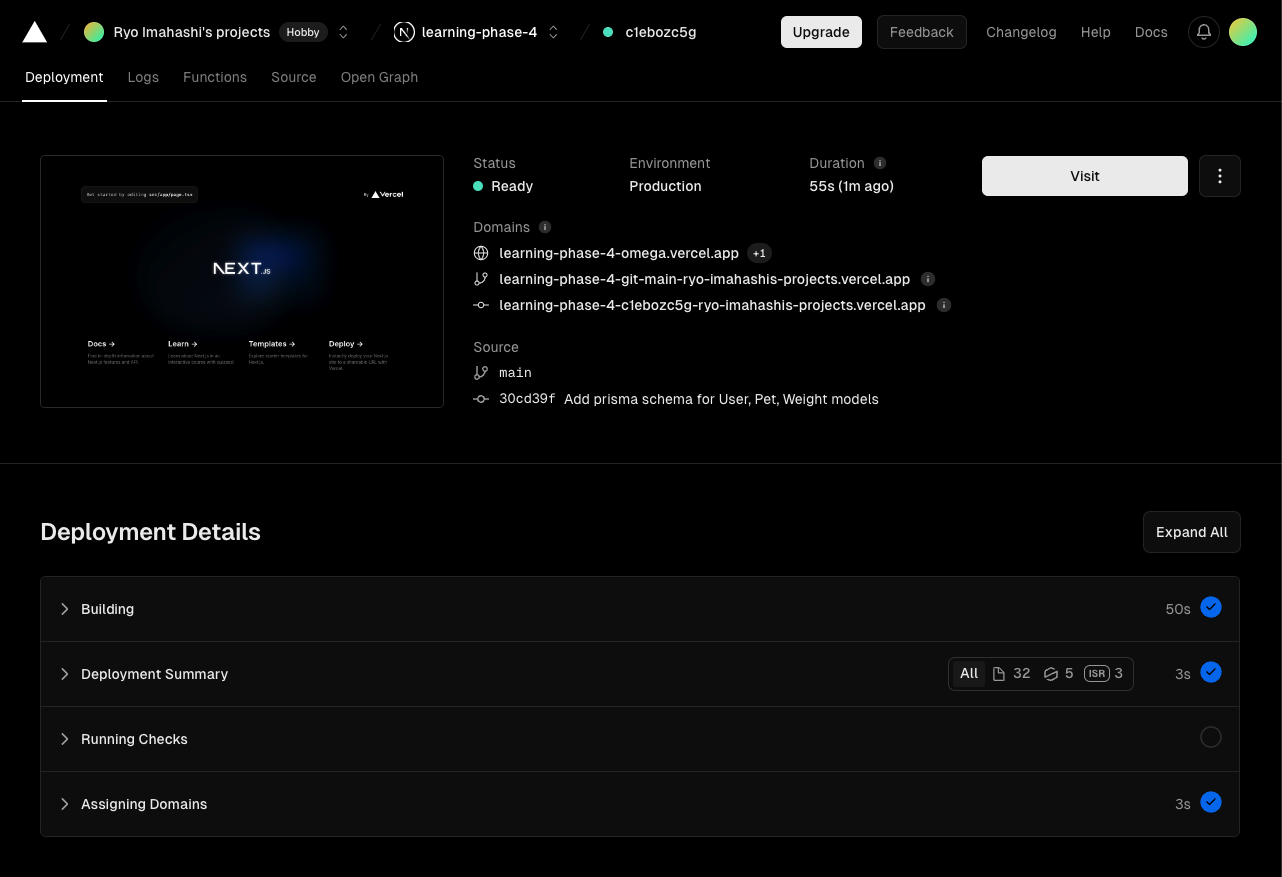 Ryo Imahashi's projects Hobby learning-phase-4 c1ebozc5g Upgrade Feedback Changelog Help Docs
Deployment Logs Functions Source Open Graph
Get started by editing src/app/page.tsx
By Vercel
NEXT.JS
Docs → Learn → Templates → Deploy →
Find in-depth information about Next.js features and API.
Learn about Next.js in an interactive course with quizzes!
Explore starter templates for Next.js.
Instantly deploy your Next.js site to a shareable URL with Vercel.
Status Environment Duration
Ready Production 55s (1m ago)
Visit
Domains
learning-phase-4-omega.vercel.app +1
learning-phase-4-git-main-ryo-imahashis-projects.vercel.app
learning-phase-4-c1ebozc5g-ryo-imahashis-projects.vercel.app
Source
main
30cd39f Add prisma schema for User, Pet, Weight models
Deployment Details Expand All
Building 50s
Deployment Summary All 32 5 ISR 3 3s
Running Checks
Assigning Domains 3s